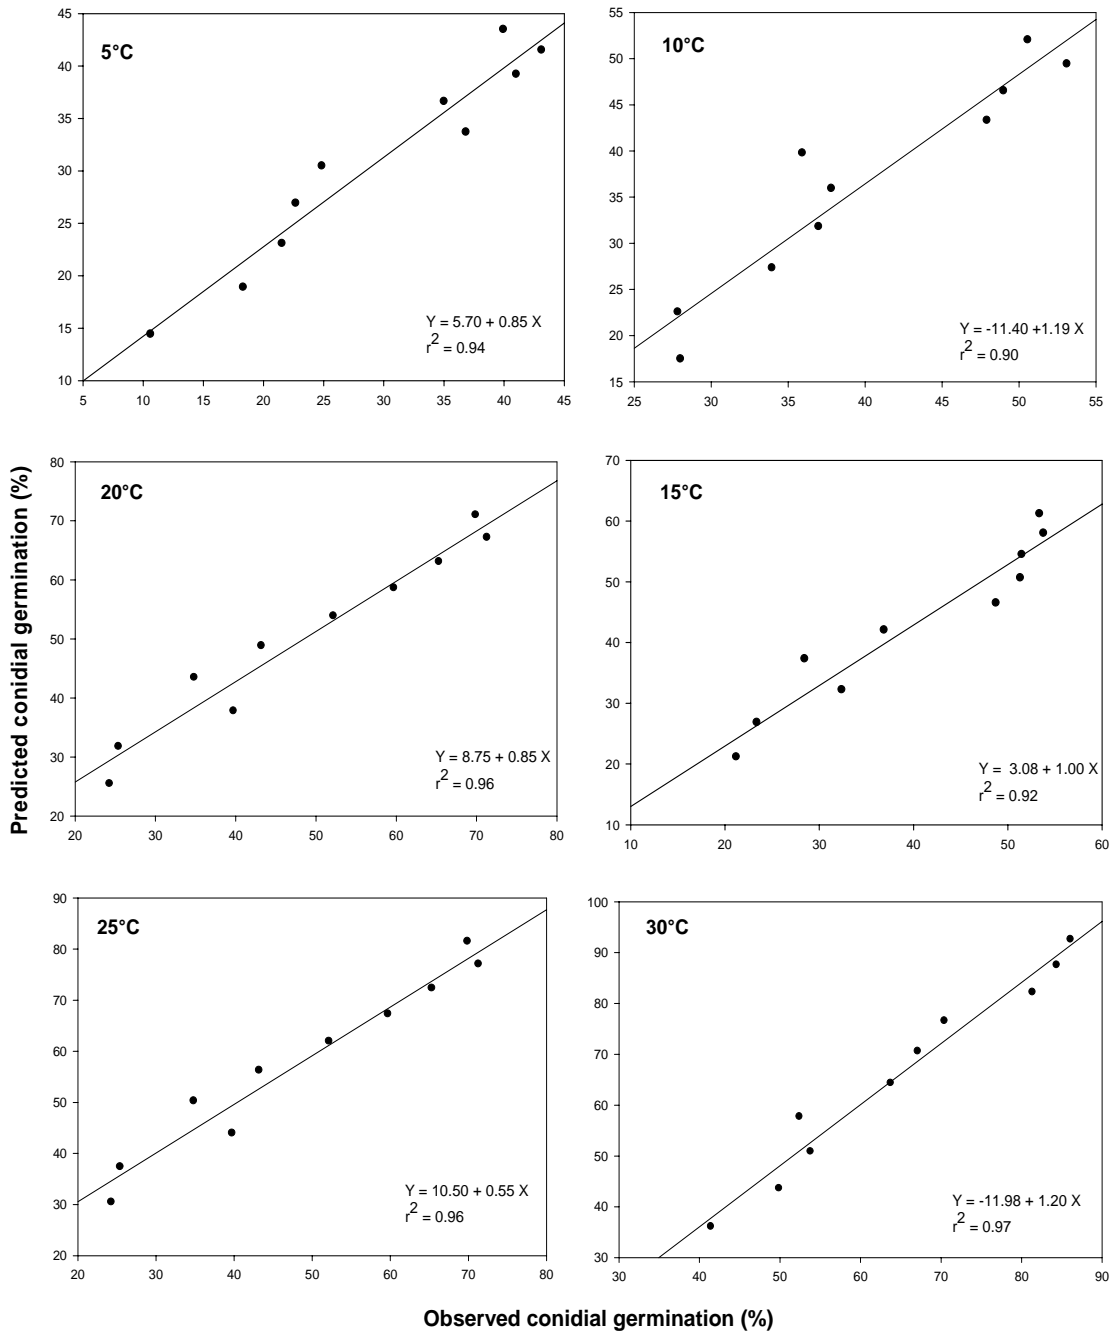 5°C
45
40
35
30
25
20
15
10
Y = 5.70 + 0.85 X
r2 = 0.94
5 10 15 20 25 30 35 40 45
10°C
55
50
45
40
35
30
25
20
15
Y = -11.40 +1.19 X
r2 = 0.90
25 30 35 40 45 50 55
Predicted conidial germination (%)
20°C
80
70
60
50
40
30
20
Y = 8.75 + 0.85 X
r2 = 0.96
20 30 40 50 60 70 80
15°C
70
60
50
40
30
20
10
Y = 3.08 + 1.00 X
r2 = 0.92
10 20 30 40 50 60
25°C
90
80
70
60
50
40
30
20
Y = 10.50 + 0.55 X
r2 = 0.96
20 30 40 50 60 70 80
30°C
100
90
80
70
60
50
40
30
Y = -11.98 + 1.20 X
r2 = 0.97
30 40 50 60 70 80 90
Observed conidial germination (%)